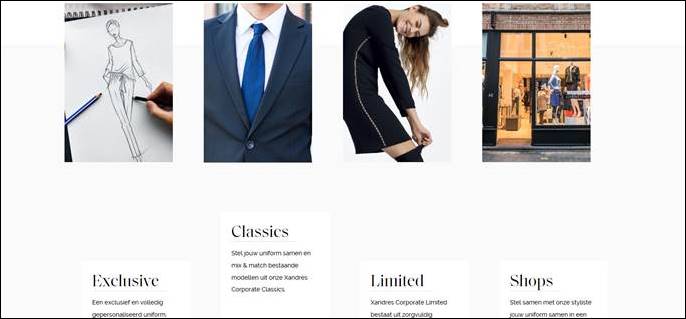 Classics
Stel jouw uniform samen en
mix & match bestaande
modellen uit onze Xandres
Corporate Classics.
Exclusive
Een exclusief en volledig
gepersonaliseerd uniform.
Limited
Xandres Corporate Limited
bestaat uit zorgvuldig
Shops
Stel samen met onze styliste
jouw uniform samen in een